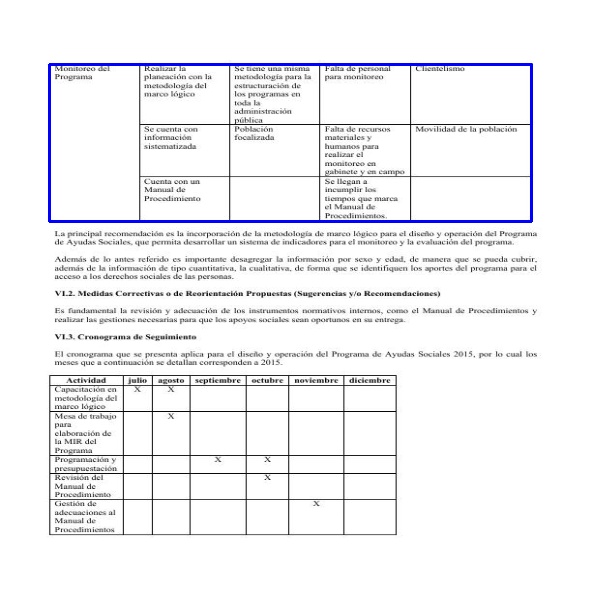 Monitoreo del Programa | Realizar la planeación con la metodología del marco lógico | Se tiene una misma metodología para la estructuración de los programas en toda la administración pública | Falta de personal para monitoreo | Clientelismo
Se cuenta con información sistematizada | Población focalizada | Falta de recursos materiales y humanos para realizar el monitoreo en gabinete y en campo | Movilidad de la población
Cuenta con un Manual de Procedimiento | Se llegan a incumplir los tiempos que marca el Manual de Procedimientos.
La principal recomendación es la incorporación de la metodología de marco lógico para el diseño y operación del Programa
de Ayudas Sociales, que permita desarrollar un sistema de indicadores para el monitoreo y la evaluación del programa.
Además de lo antes referido es importante desagregar la información por sexo y edad, de manera que se pueda cubrir,
además de la información de tipo cuantitativa, la cualitativa, de forma que se identifiquen los aportes del programa para el
acceso a los derechos sociales de las personas.
VI.2. Medidas Correctivas o de Reorientación Propuestas (Sugerencias y/o Recomendaciones)
Es fundamental la revisión y adecuación de los instrumentos normativos internos, como el Manual de Procedimientos y
realizar las gestiones necesarias para que los apoyos sociales sean oportunos en su entrega.
VI.3. Cronograma de Seguimiento
El cronograma que se presenta aplica para el diseño y operación del Programa de Ayudas Sociales 2015, por lo cual los
meses que a continuación se detallan corresponden a 2015.
Actividad | julio | agosto | septiembre | octubre | noviembre | diciembre
Capacitación en metodología del marco lógico | X | X
Mesa de trabajo para elaboración de la MIR del Programa | X
Programación y presupuestación | X | X
Revisión del Manual de Procedimiento | X
Gestión de adecuaciones al Manual de Procedimientos | X